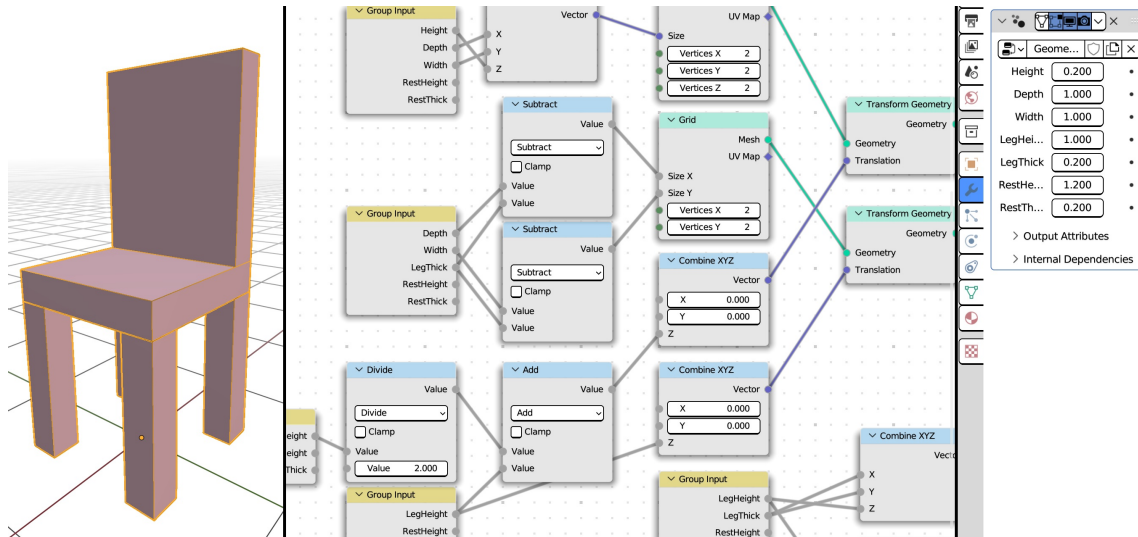 Group Input
Height
Depth
Width
RestHeight
RestThick
Vector
X
Y
Z
UV Map
Size
Vertices X 2
Vertices Y 2
Vertices Z 2
Subtract
Value
Subtract
Clamp
Value
Value
Grid
Mesh
UV Map
Size X
Size Y
Vertices X 2
Vertices Y 2
Transform Geometry
Geometry
Geometry
Translation
Group Input
Depth
Width
LegThick
RestHeight
RestThick
Subtract
Value
Subtract
Clamp
Value
Value
Combine XYZ
Vector
X 0.000
Y 0.000
Z
Transform Geometry
Geometry
Geometry
Translation
eight
eight
Thick
Divide
Value
Divide
Clamp
Value
Value 2.000
Add
Value
Add
Clamp
Value
Value
Combine XYZ
Vector
X 0.000
Y 0.000
Z
Group Input
LegHeight
RestHeight
Group Input
LegHeight
LegThick
RestHeight
Combine XYZ
Vecto
X
Y
Z
Geome...
Height 0.200
Depth 1.000
Width 1.000
LegHei... 1.000
LegThick 0.200
RestHe... 1.200
RestTh... 0.200
Output Attributes
Internal Dependencies